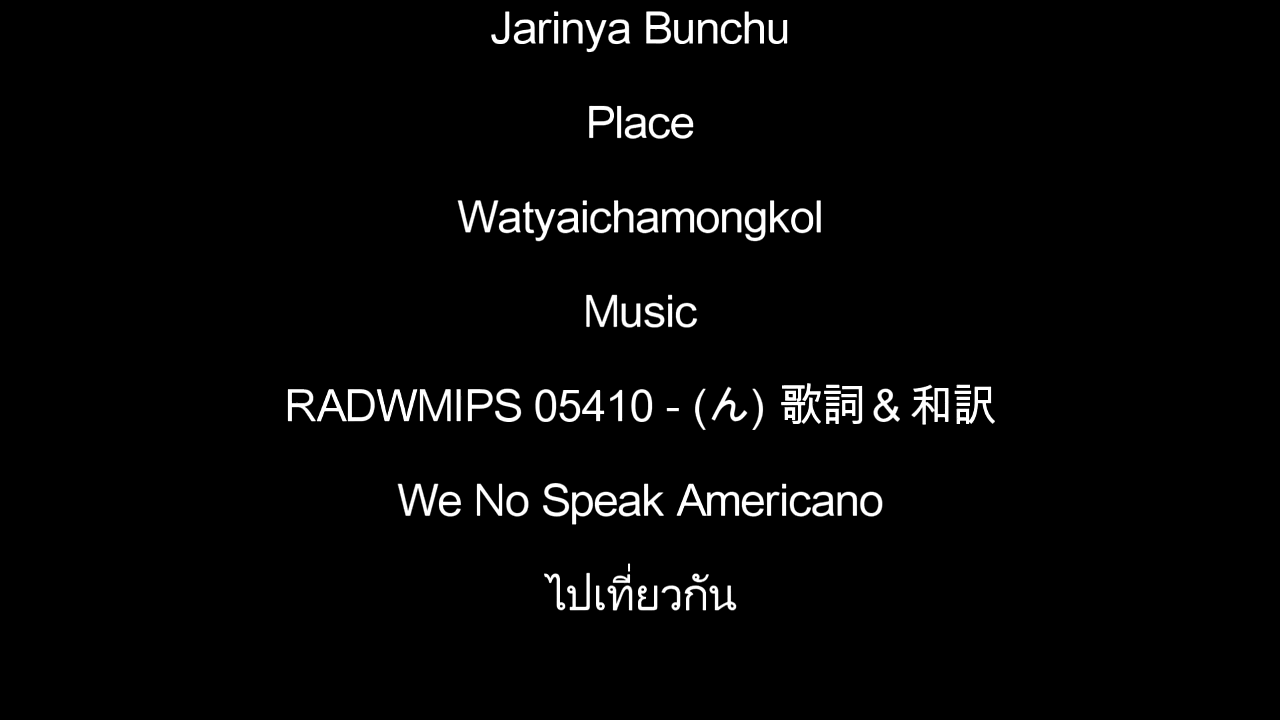 Jarinya Bunchu
Place
Watyaichamongkol
Music
RADWMIPS 05410 - (ん) 歌詞 & 和訳
We No Speak Americano
ไปเที่ยวกัน